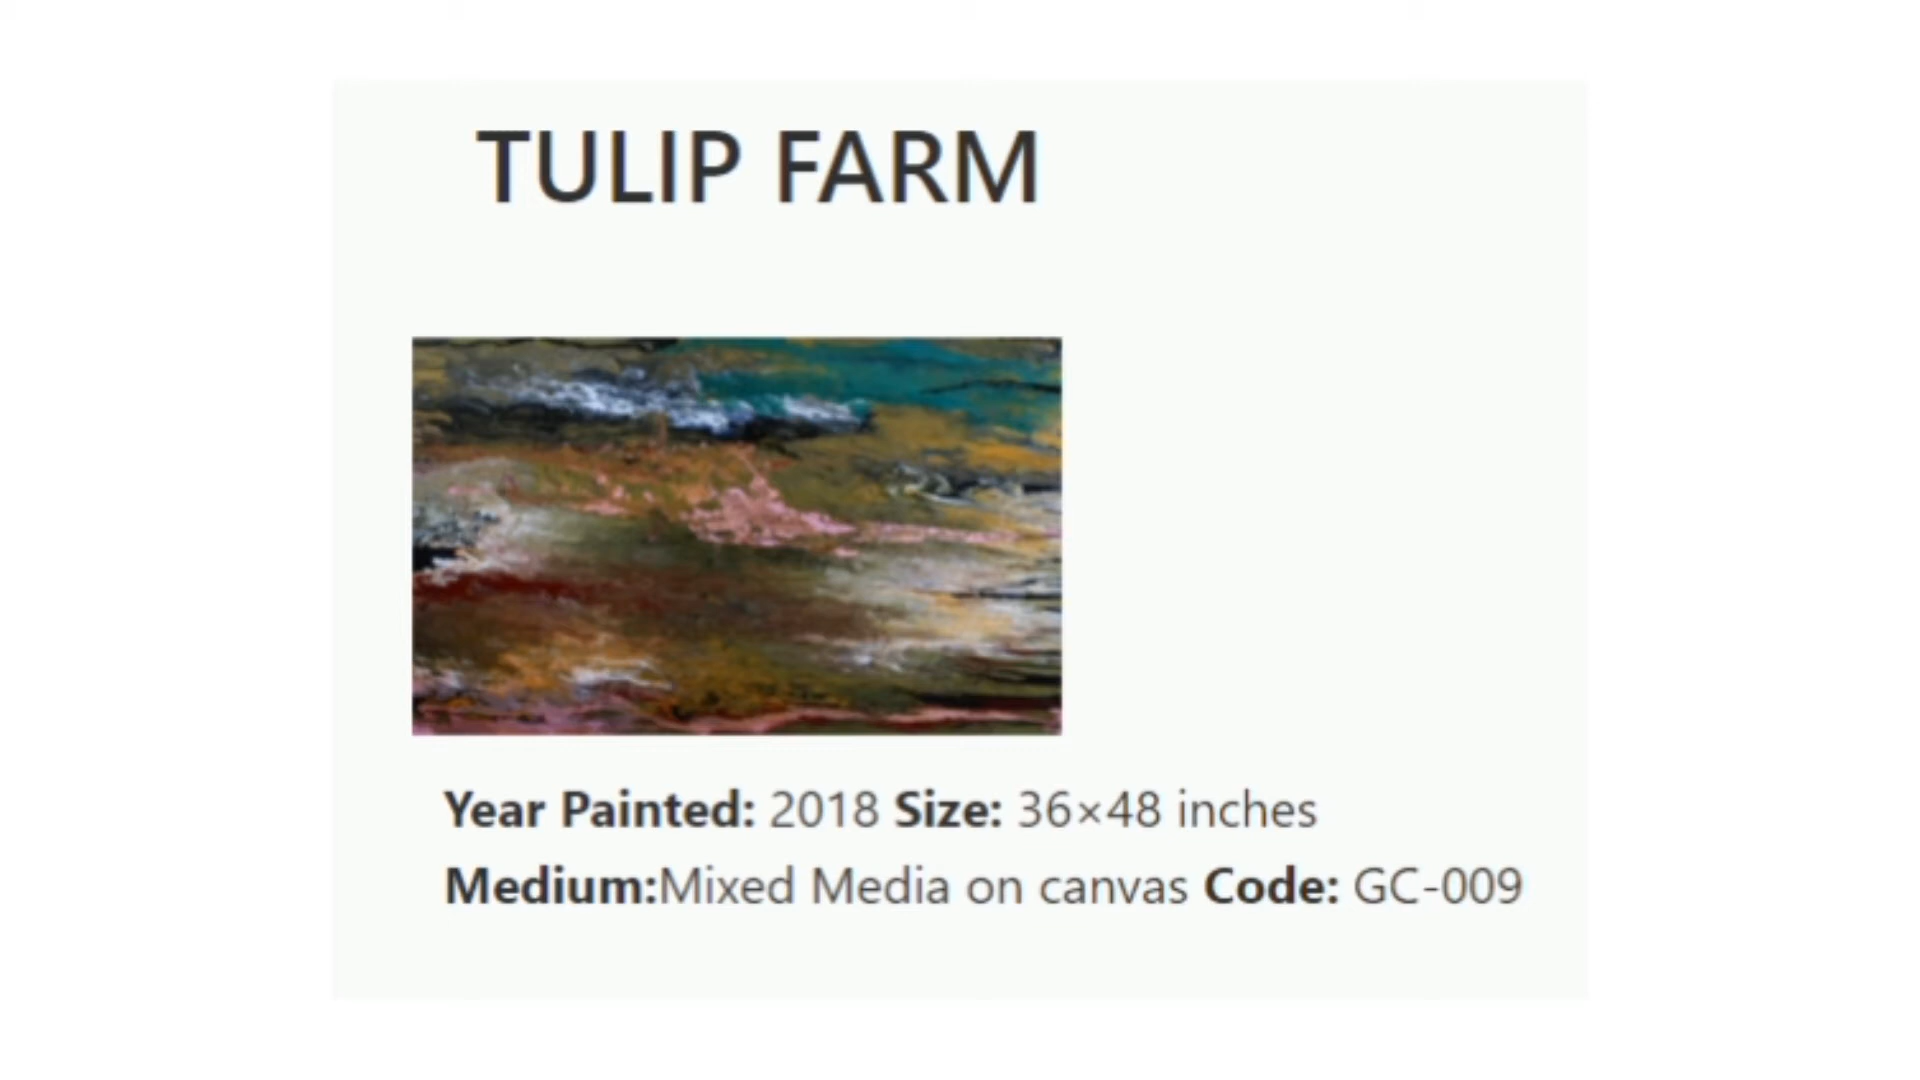 TULIP FARM
Year Painted: 2018 Size: 36×48 inches
Medium:Mixed Media on canvas Code: GC-009